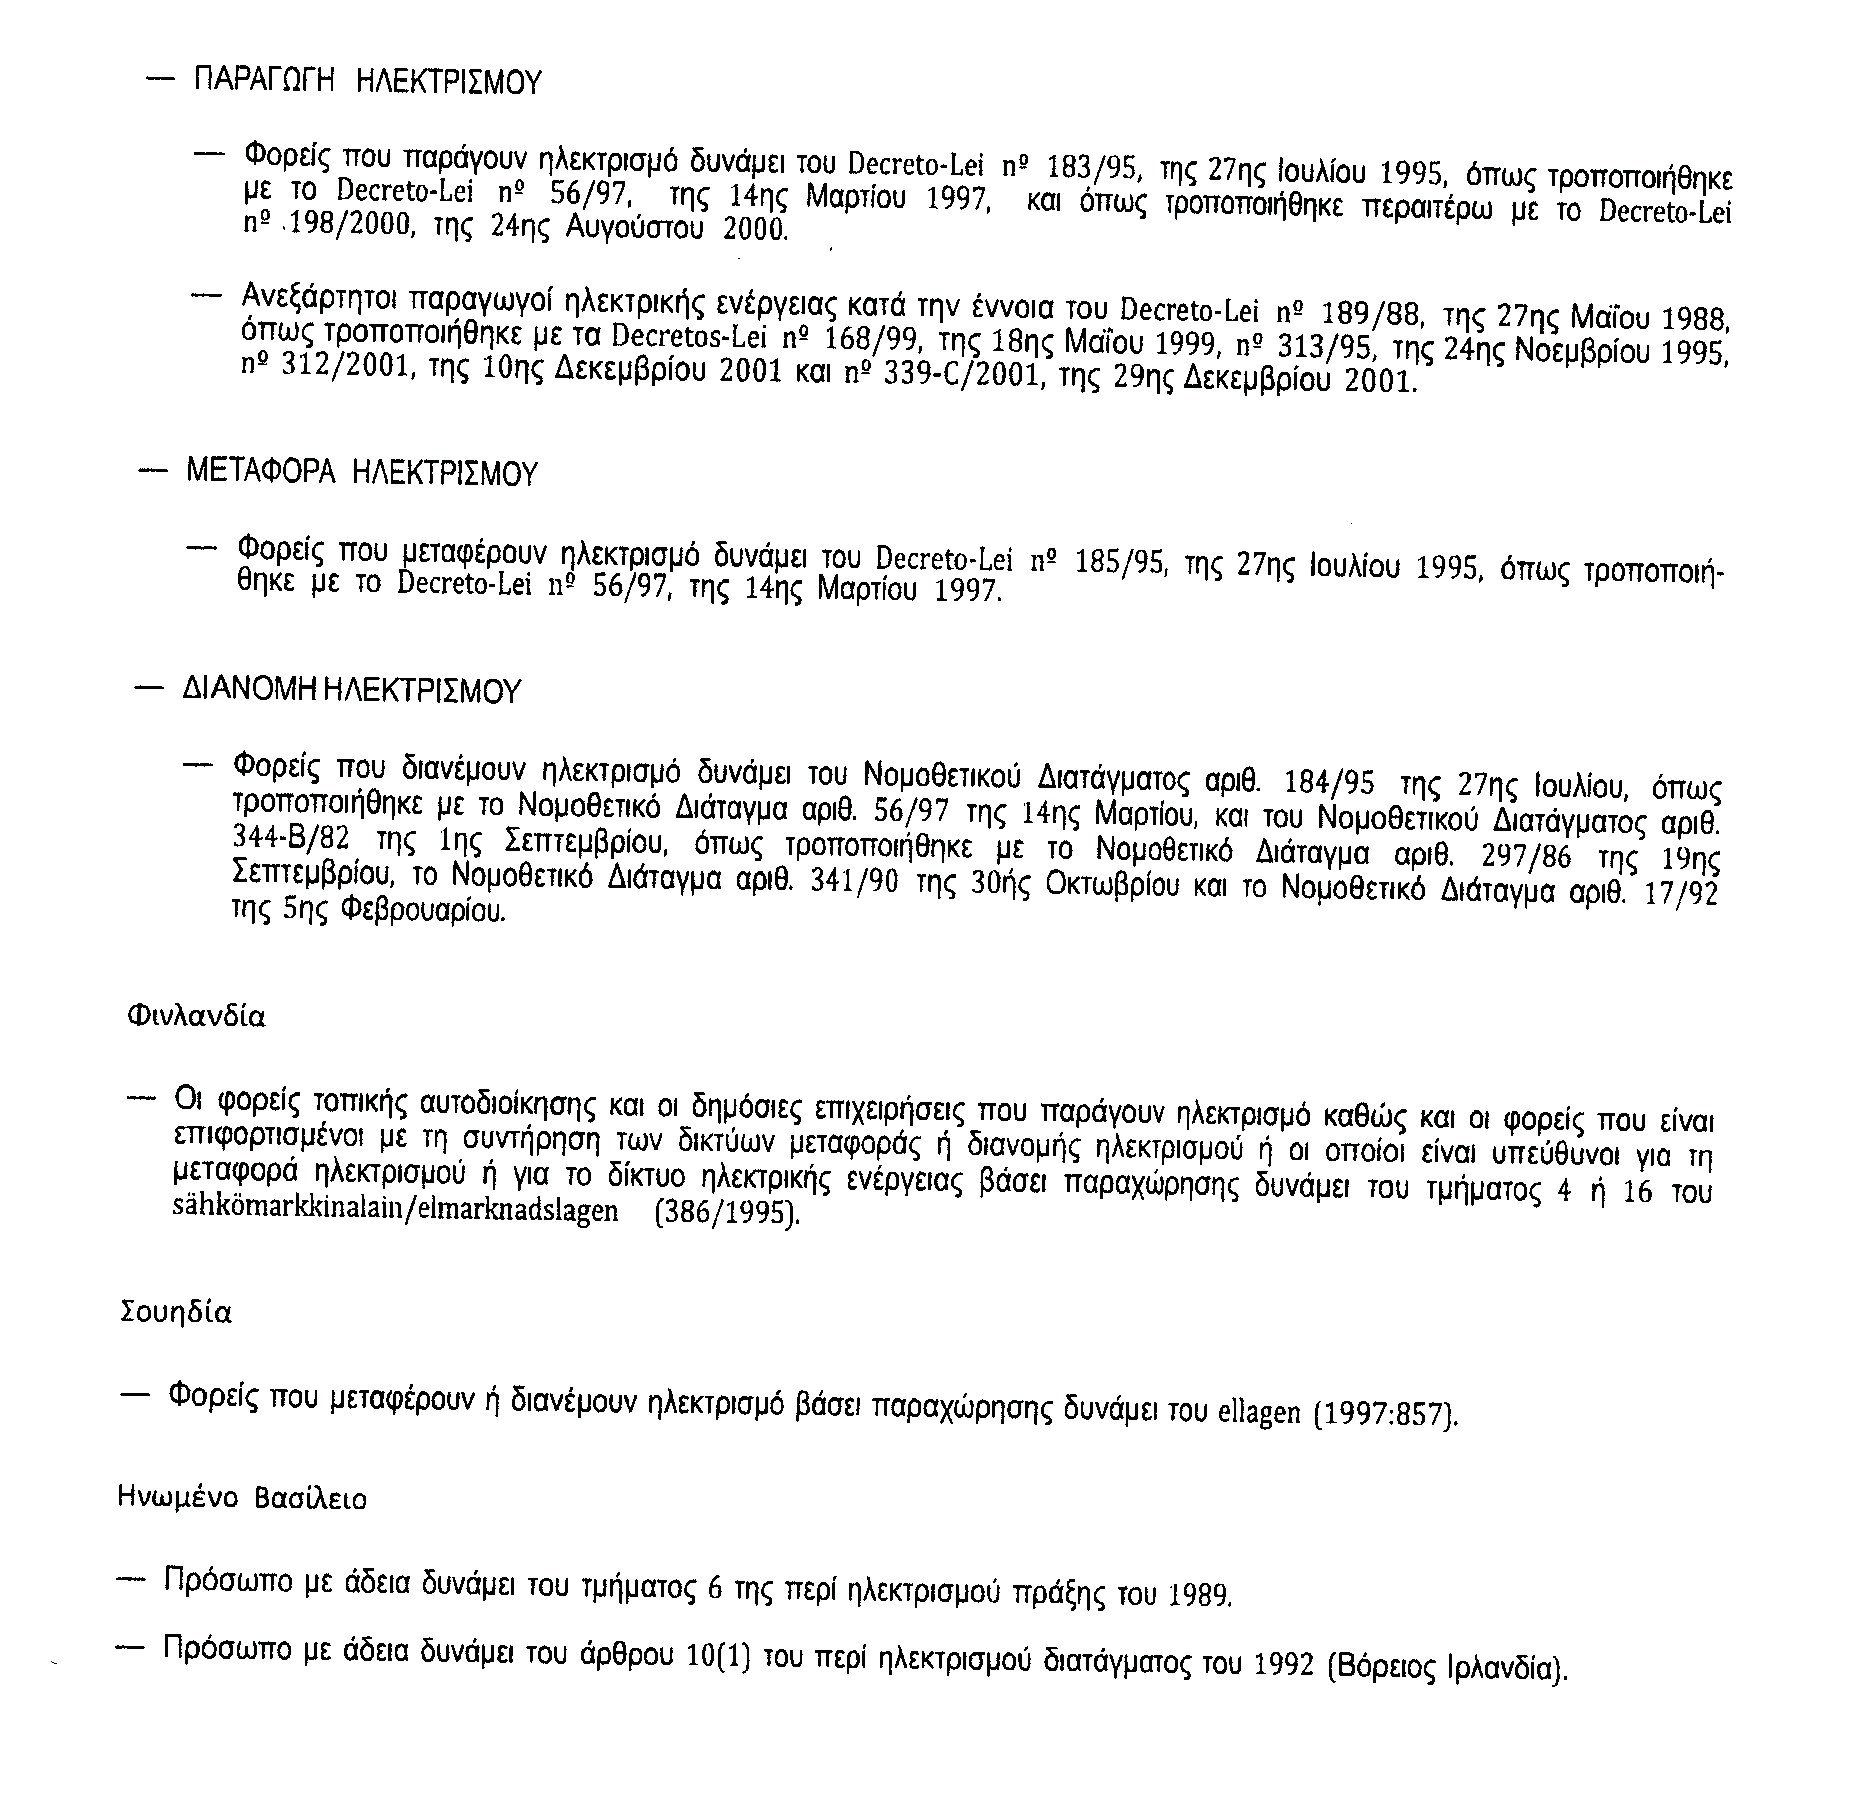 — ΠΑΡΑΓΩΓΗ ΗΛΕΚΤΡΙΣΜΟΥ
— Φορείς που παράγουν ηλεκτρισμό δυνάμει του Decreto-Lei nº 183/95, της 27ης Ιουλίου 1995, όπως τροποποιήθηκε
με το Decreto-Lei nº 56/97, της 14ης Μαρτίου 1997, και όπως τροποποιήθηκε περαιτέρω με το Decreto-Lei
nº 198/2000, της 24ης Αυγούστου 2000.
— Ανεξάρτητοι παραγωγοί ηλεκτρικής ενέργειας κατά την έννοια του Decreto-Lei nº 189/88, της 27ης Μαΐου 1988,
όπως τροποποιήθηκε με τα Decretos-Lei nº 168/99, της 18ης Μαΐου 1999, nº 313/95, της 24ης Νοεμβρίου 1995,
nº 312/2001, της 10ης Δεκεμβρίου 2001 και nº 339-C/2001, της 29ης Δεκεμβρίου 2001.
— ΜΕΤΑΦΟΡΑ ΗΛΕΚΤΡΙΣΜΟΥ
— Φορείς που μεταφέρουν ηλεκτρισμό δυνάμει του Decreto-Lei nº 185/95, της 27ης Ιουλίου 1995, όπως τροποποιή-
θηκε με το Decreto-Lei nº 56/97, της 14ης Μαρτίου 1997.
— ΔΙΑΝΟΜΗ ΗΛΕΚΤΡΙΣΜΟΥ
— Φορείς που διανέμουν ηλεκτρισμό δυνάμει του Νομοθετικού Διατάγματος αριθ. 184/95 της 27ης Ιουλίου, όπως
τροποποιήθηκε με το Νομοθετικό Διάταγμα αριθ. 56/97 της 14ης Μαρτίου, και του Νομοθετικού Διατάγματος αριθ.
344-B/82 της 1ης Σεπτεμβρίου, όπως τροποποιήθηκε με το Νομοθετικό Διάταγμα αριθ. 297/86 της 19ης
Σεπτεμβρίου, το Νομοθετικό Διάταγμα αριθ. 341/90 της 30ής Οκτωβρίου και το Νομοθετικό Διάταγμα αριθ. 17/92
της 5ης Φεβρουαρίου.
Φινλανδία
— Οι φορείς τοπικής αυτοδιοίκησης και οι δημόσιες επιχειρήσεις που παράγουν ηλεκτρισμό καθώς και οι φορείς που είναι
επιφορτισμένοι με τη συντήρηση των δικτύων μεταφοράς ή διανομής ηλεκτρισμού ή οι οποίοι είναι υπεύθυνοι για τη
μεταφορά ηλεκτρισμού ή για το δίκτυο ηλεκτρικής ενέργειας βάσει παραχώρησης δυνάμει του τμήματος 4 ή 16 του
sähkömarkkinalain/elmarknadslagen (386/1995).
Σουηδία
— Φορείς που μεταφέρουν ή διανέμουν ηλεκτρισμό βάσει παραχώρησης δυνάμει του ellagen (1997:857).
Ηνωμένο Βασίλειο
— Πρόσωπο με άδεια δυνάμει του τμήματος 6 της περί ηλεκτρισμού πράξης του 1989.
— Πρόσωπο με άδεια δυνάμει του άρθρου 10(1) του περί ηλεκτρισμού διατάγματος του 1992 (Βόρειος Ιρλανδία).